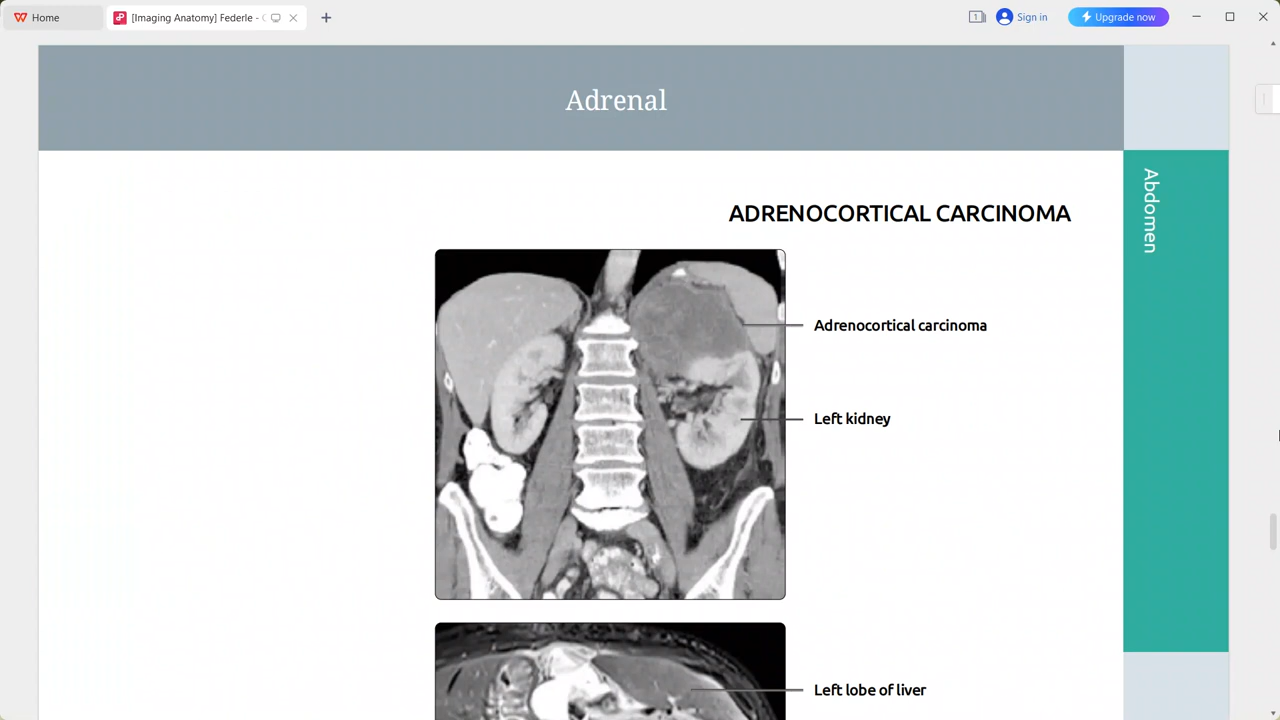 Home
[Imaging Anatomy] Federle -
1
Sign in
Upgrade now
Adrenal
Abdomen
ADRENOCORTICAL CARCINOMA
Adrenocortical carcinoma
Left kidney
Left lobe of liver